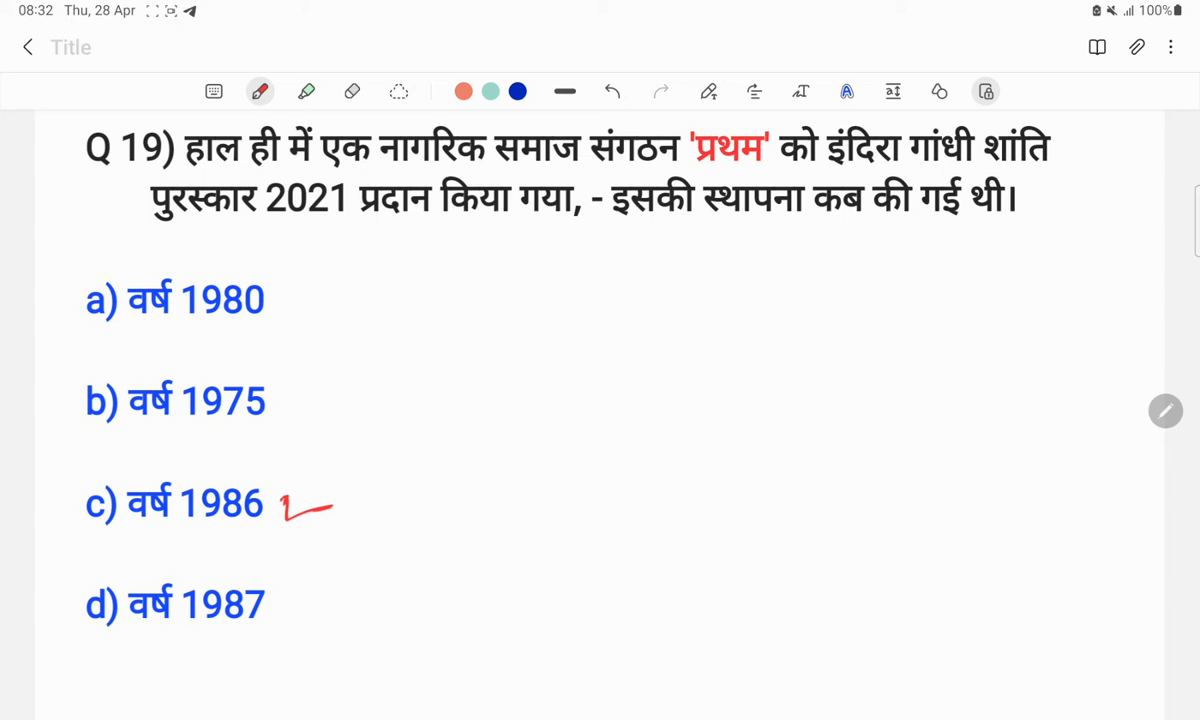 08:32 Thu, 28 Apr 100%
Title
Q 19) हाल ही में एक नागरिक समाज संगठन 'प्रथम' को इंदिरा गांधी शांति
पुरस्कार 2021 प्रदान किया गया, - इसकी स्थापना कब की गई थी।
a) वर्ष 1980
b) वर्ष 1975
c) वर्ष 1986
d) वर्ष 1987